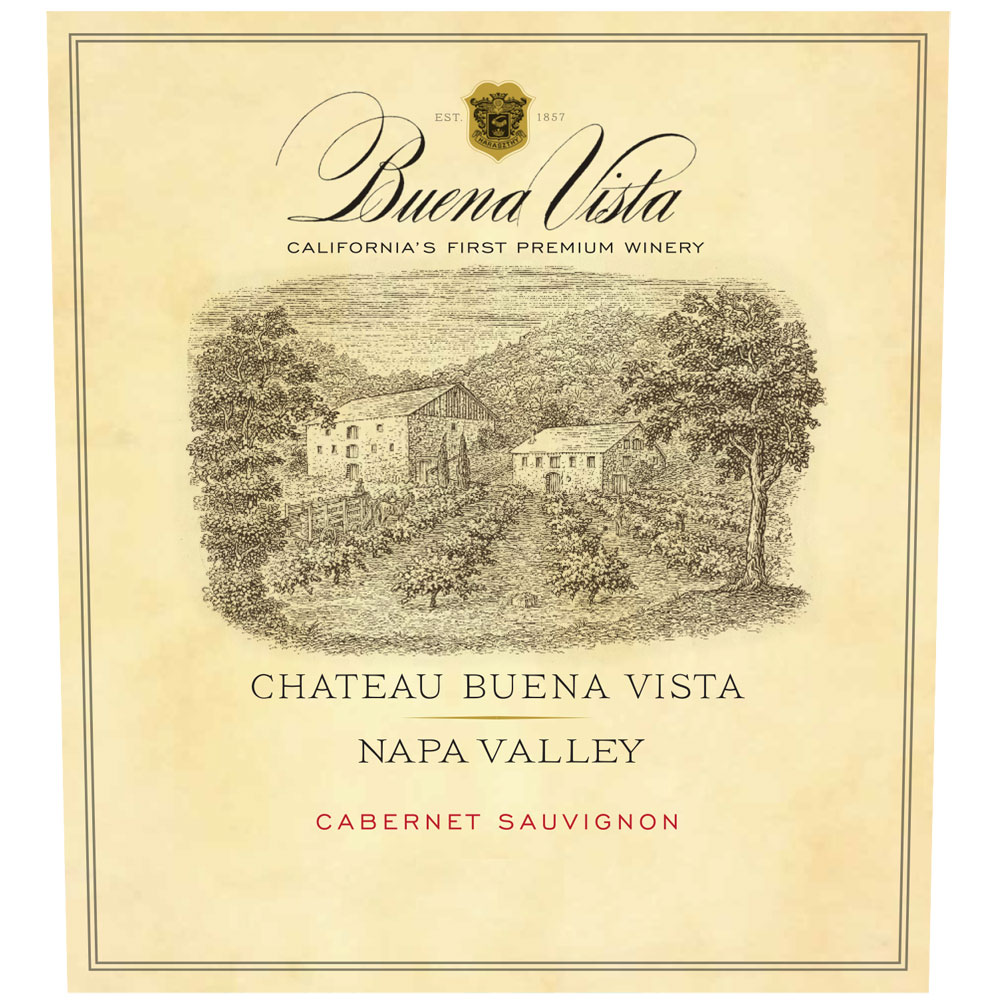 EST. 1857
HARASZTHY
Buena Vista
CALIFORNIA'S FIRST PREMIUM WINERY
CHATEAU BUENA VISTA
NAPA VALLEY
CABERNET SAUVIGNON